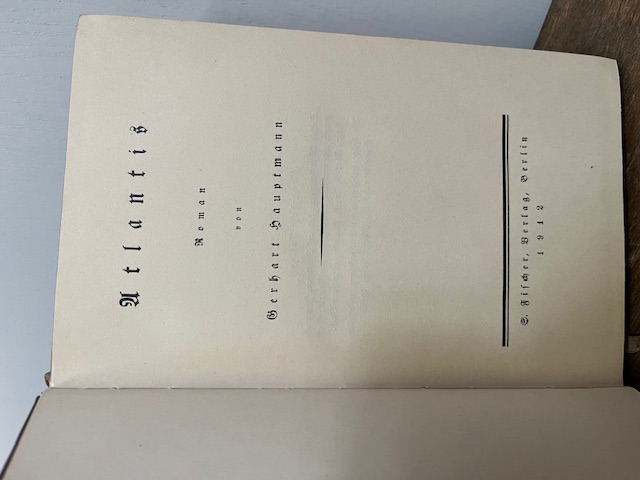 Atlantis
Roman
von
Gerhart Hauptmann
S. Fischer, Verlag, Berlin
1912